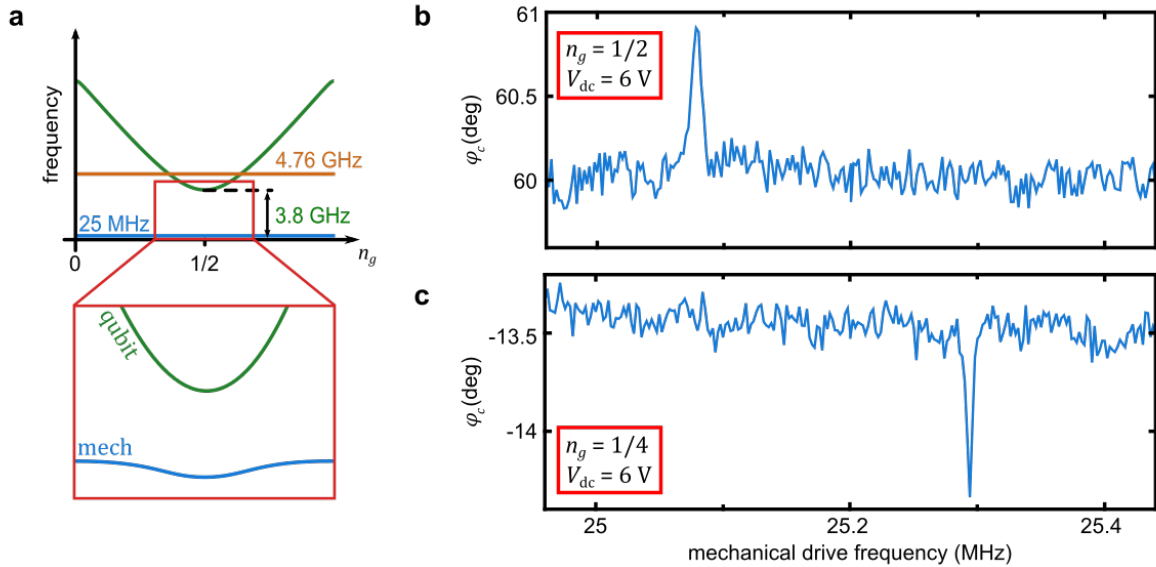 a
frequency
4.76 GHz
25 MHz
3.8 GHz
0
1/2
n_g
qubit
mech
b
61
60.5
60
φ_c(deg)
n_g = 1/2
V_dc = 6 V
c
-13.5
-14
φ_c(deg)
n_g = 1/4
V_dc = 6 V
25
25.2
25.4
mechanical drive frequency (MHz)